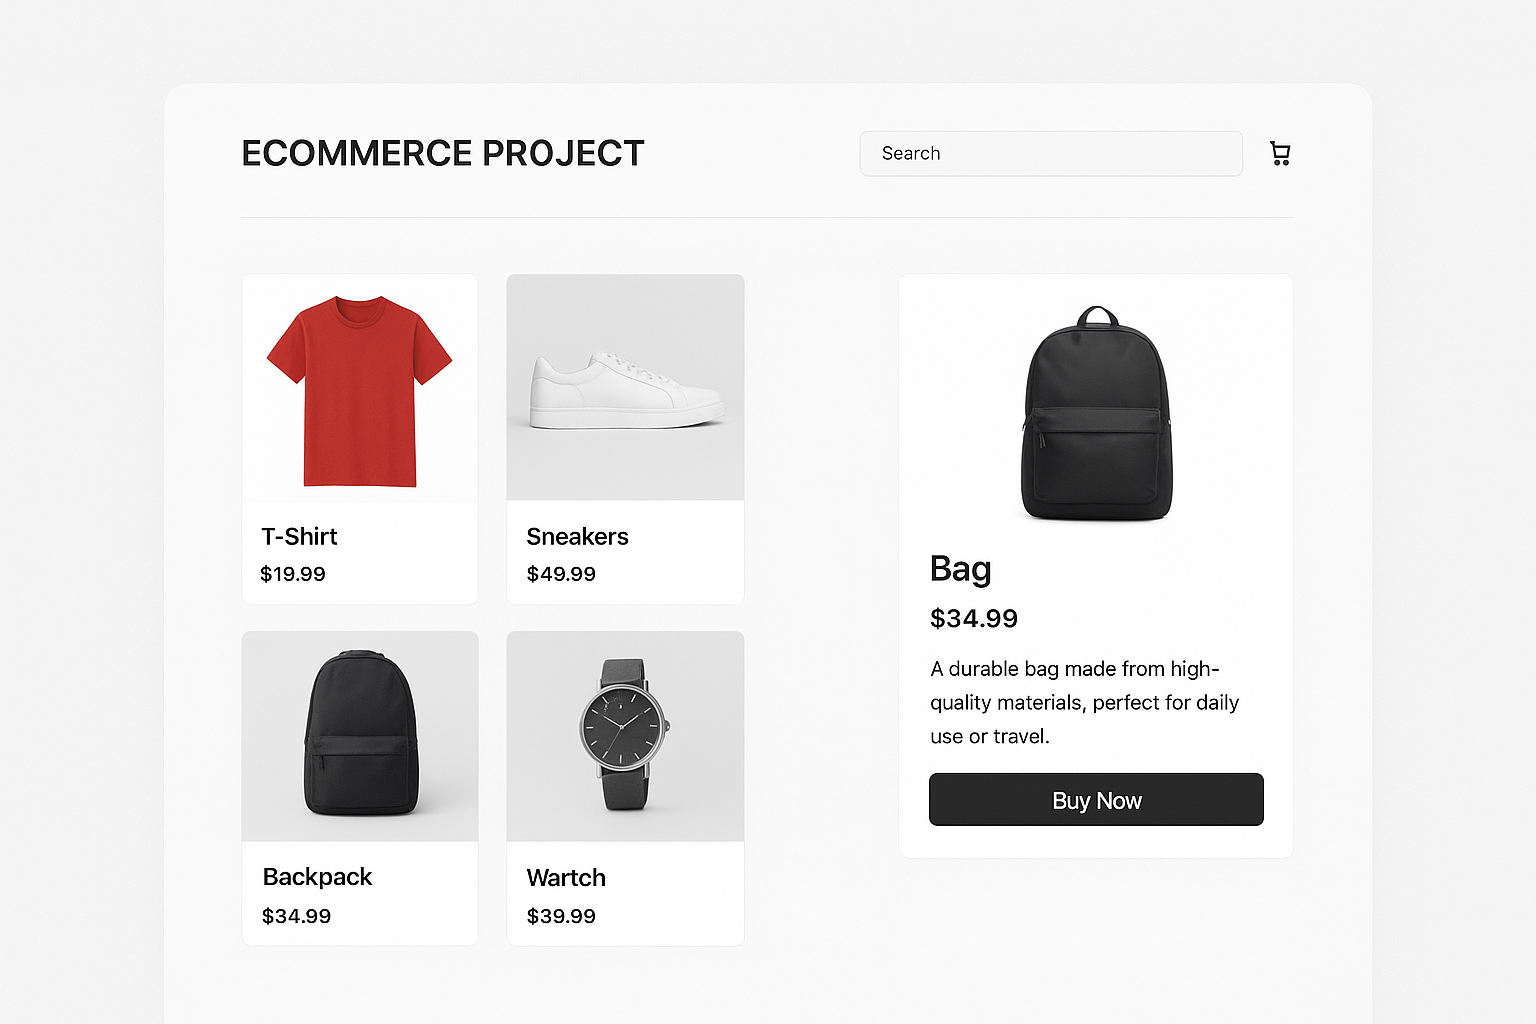 ECOMMERCE PROJECT
Search
T-Shirt
$19.99
Sneakers
$49.99
Backpack
$34.99
Wartch
$39.99
Bag
$34.99
A durable bag made from high-
quality materials, perfect for daily
use or travel.
Buy Now